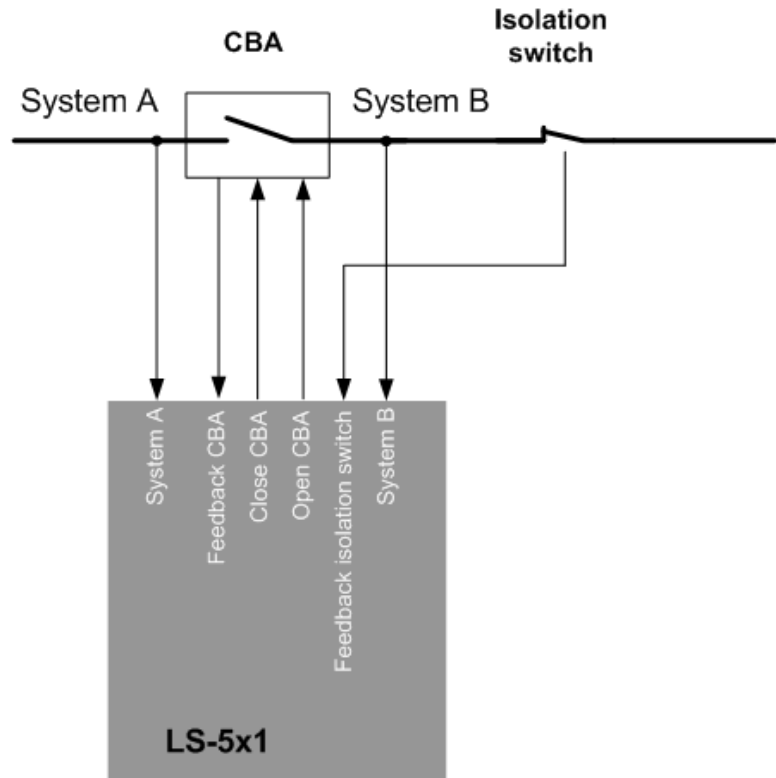 CBA
Isolation
switch
System A
System B
System A
Feedback CBA
Close CBA
Open CBA
Feedback isolation switch
System B
LS-5x1